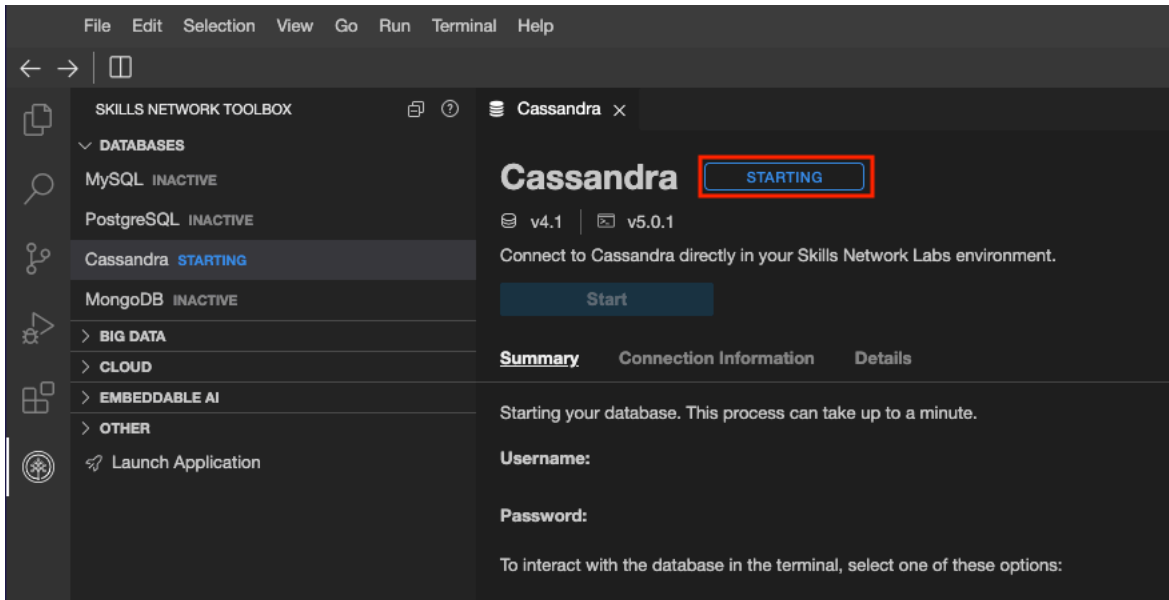 File Edit Selection View Go Run Terminal Help
SKILLS NETWORK TOOLBOX
DATABASES
MySQL INACTIVE
PostgreSQL INACTIVE
Cassandra STARTING
MongoDB INACTIVE
BIG DATA
CLOUD
EMBEDDABLE AI
OTHER
Launch Application
Cassandra
Cassandra STARTING
v4.1 v5.0.1
Connect to Cassandra directly in your Skills Network Labs environment.
Start
Summary Connection Information Details
Starting your database. This process can take up to a minute.
Username:
Password:
To interact with the database in the terminal, select one of these options: